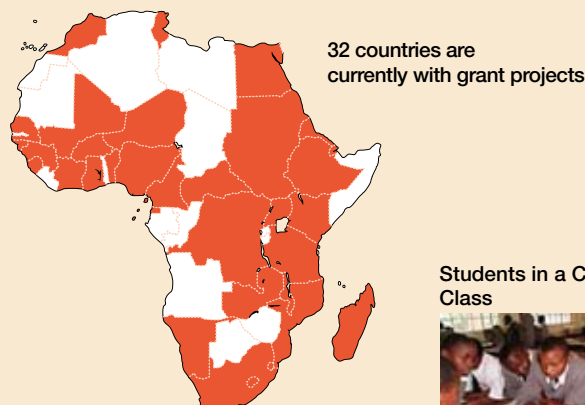 32 countries are
currently with grant projects
Students in a C
Class